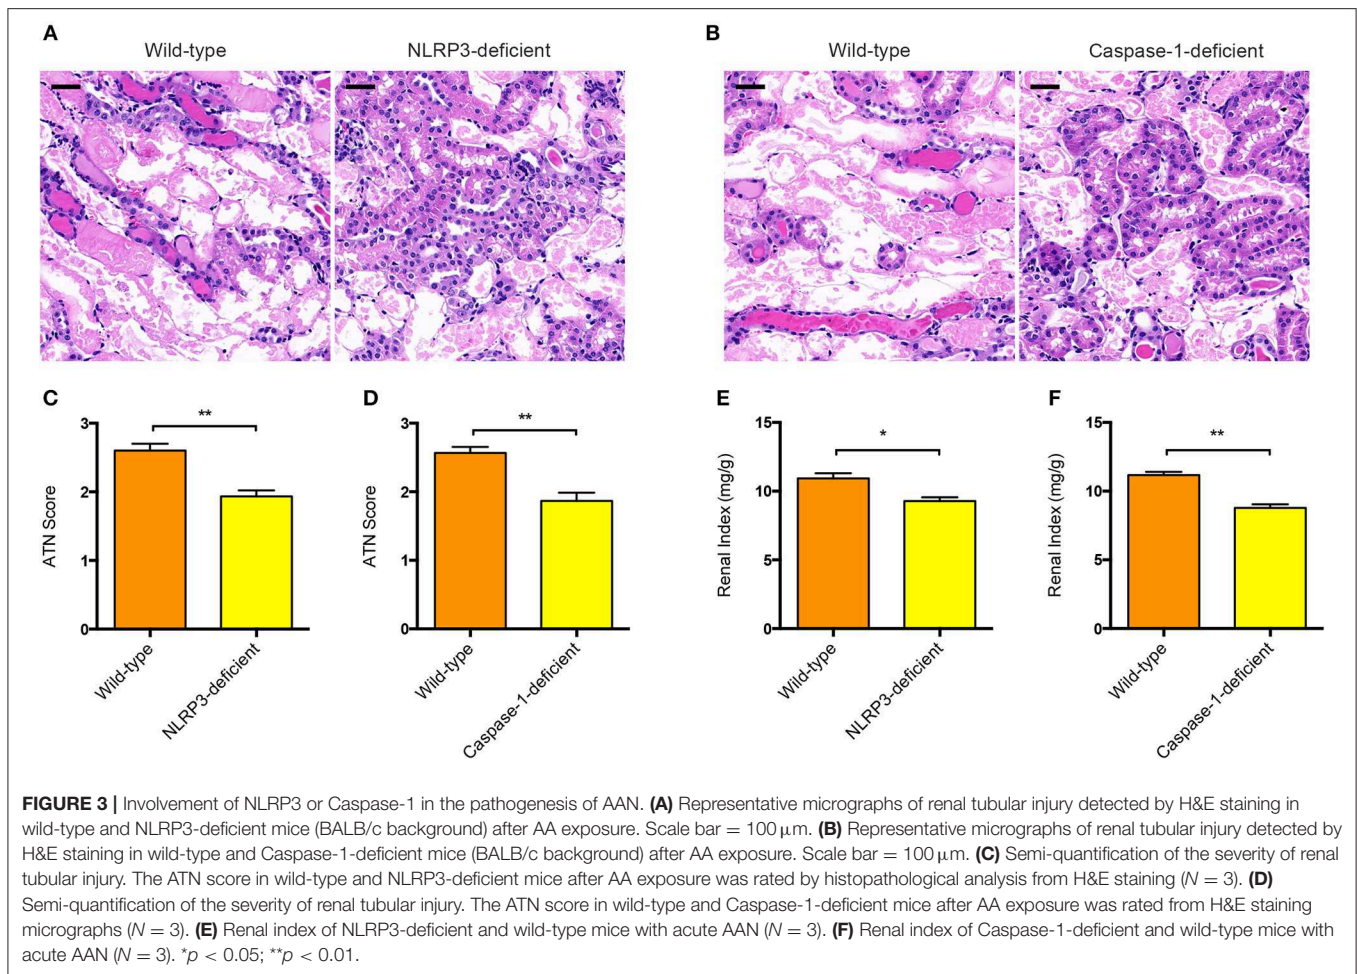 A
B
Wild-type
NLRP3-deficient
Wild-type
Caspase-1-deficient
C
D
E
F
3
2
1
0
ATN Score
**
Wild-type
NLRP3-deficient
3
2
1
0
ATN Score
**
Wild-type
Caspase-1-deficient
15
10
5
0
Renal Index (mg/g)
*
Wild-type
NLRP3-deficient
15
10
5
0
Renal Index (mg/g)
**
Wild-type
Caspase-1-deficient
FIGURE 3 | Involvement of NLRP3 or Caspase-1 in the pathogenesis of AAN. (A) Representative micrographs of renal tubular injury detected by H&E staining in
wild-type and NLRP3-deficient mice (BALB/c background) after AA exposure. Scale bar = 100 μm. (B) Representative micrographs of renal tubular injury detected by
H&E staining in wild-type and Caspase-1-deficient mice (BALB/c background) after AA exposure. Scale bar = 100 μm. (C) Semi-quantification of the severity of renal
tubular injury. The ATN score in wild-type and NLRP3-deficient mice after AA exposure was rated by histopathological analysis from H&E staining (N = 3). (D)
Semi-quantification of the severity of renal tubular injury. The ATN score in wild-type and Caspase-1-deficient mice after AA exposure was rated from H&E staining
micrographs (N = 3). (E) Renal index of NLRP3-deficient and wild-type mice with acute AAN (N = 3). (F) Renal index of Caspase-1-deficient and wild-type mice with
acute AAN (N = 3). *p < 0.05; **p < 0.01.